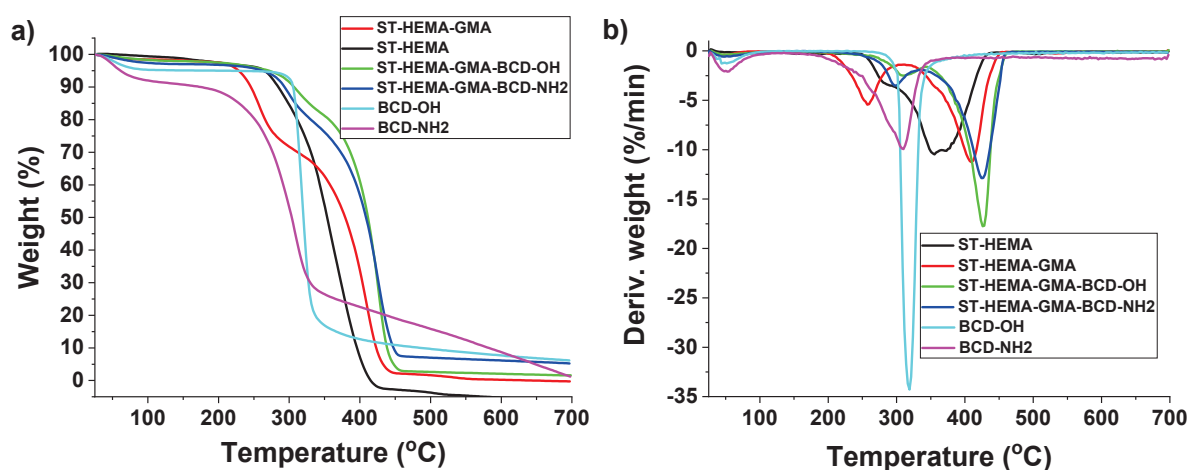 a)
ST-HEMA-GMA
ST-HEMA
ST-HEMA-GMA-BCD-OH
ST-HEMA-GMA-BCD-NH2
BCD-OH
BCD-NH2
100
90
80
70
60
50
40
30
20
10
0
Weight (%)
100 200 300 400 500 600 700
Temperature (°C)
b)
0
-5
-10
-15
-20
-25
-30
-35
Deriv. weight (%/min)
ST-HEMA
ST-HEMA-GMA
ST-HEMA-GMA-BCD-OH
ST-HEMA-GMA-BCD-NH2
BCD-OH
BCD-NH2
100 200 300 400 500 600 700
Temperature (°C)